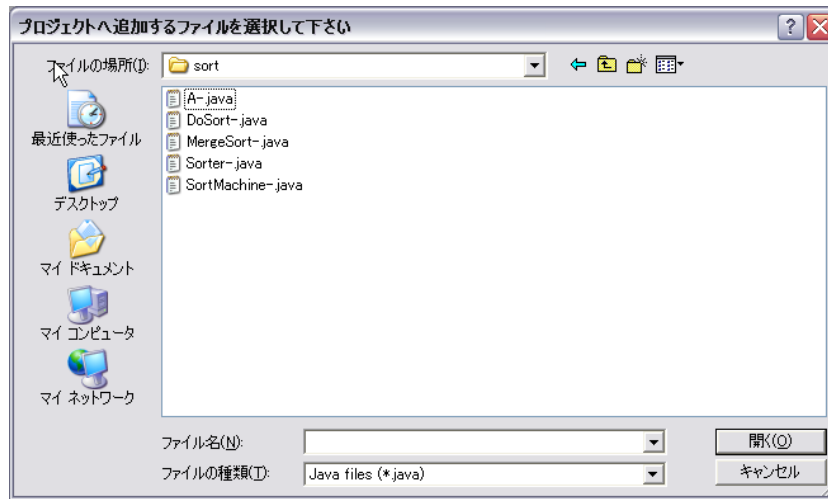 プロジェクトへ追加するファイルを選択して下さい
ファイルの場所(I):
sort
A-.java
DoSort-.java
MergeSort-.java
Sorter-.java
SortMachine-.java
最近使ったファイル
デスクトップ
マイ ドキュメント
マイ コンピュータ
マイ ネットワーク
ファイル名(N):
開く(O)
ファイルの種類(T):
Java files (*.java)
キャンセル